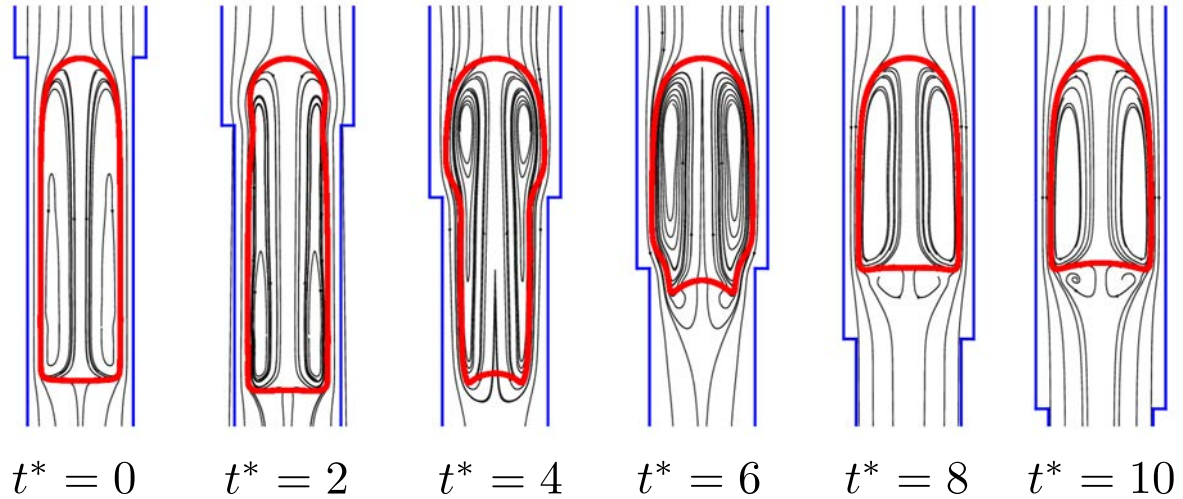 t* = 0 t* = 2 t* = 4 t* = 6 t* = 8 t* = 10